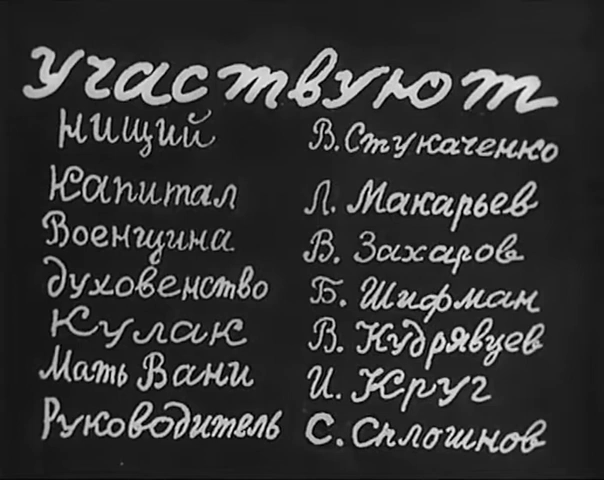 Участвуют
Нищий В. Стукаченко
Капитал Л. Макарьев
Военщина В. Захаров
Духовенство Б. Шифман
Кулак В. Кудрявцев
Мать Вани И. Круг
Руководитель С. Сплошнов